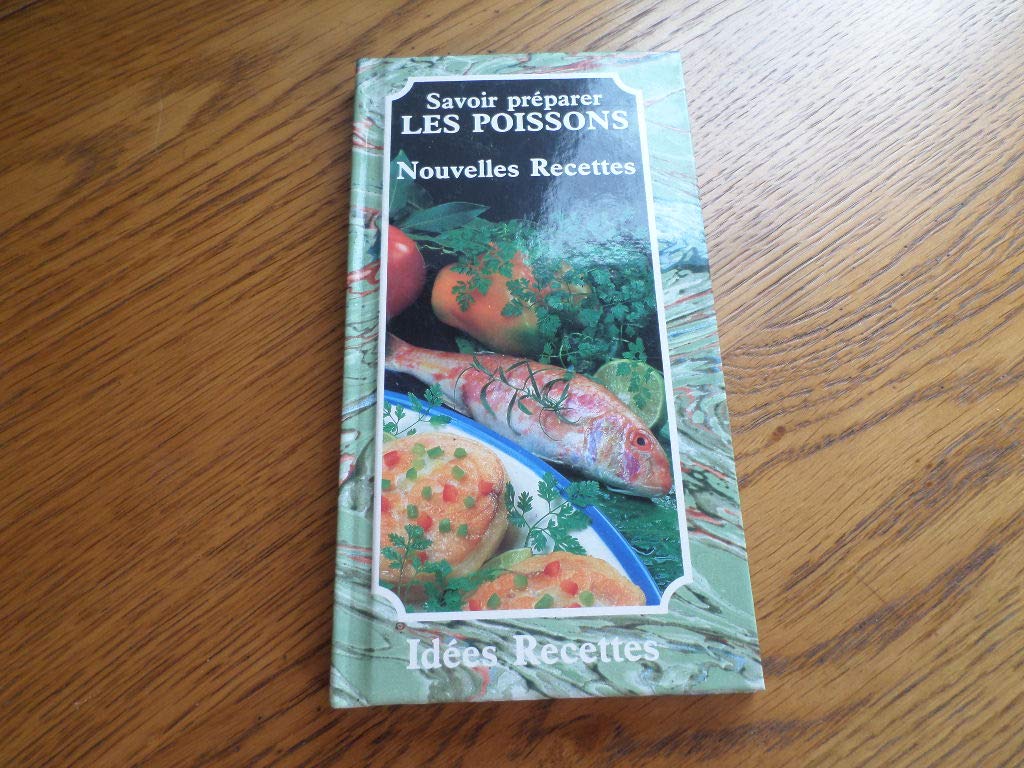 Savoir préparer
LES POISSONS
Nouvelles Recettes
Idées Recettes